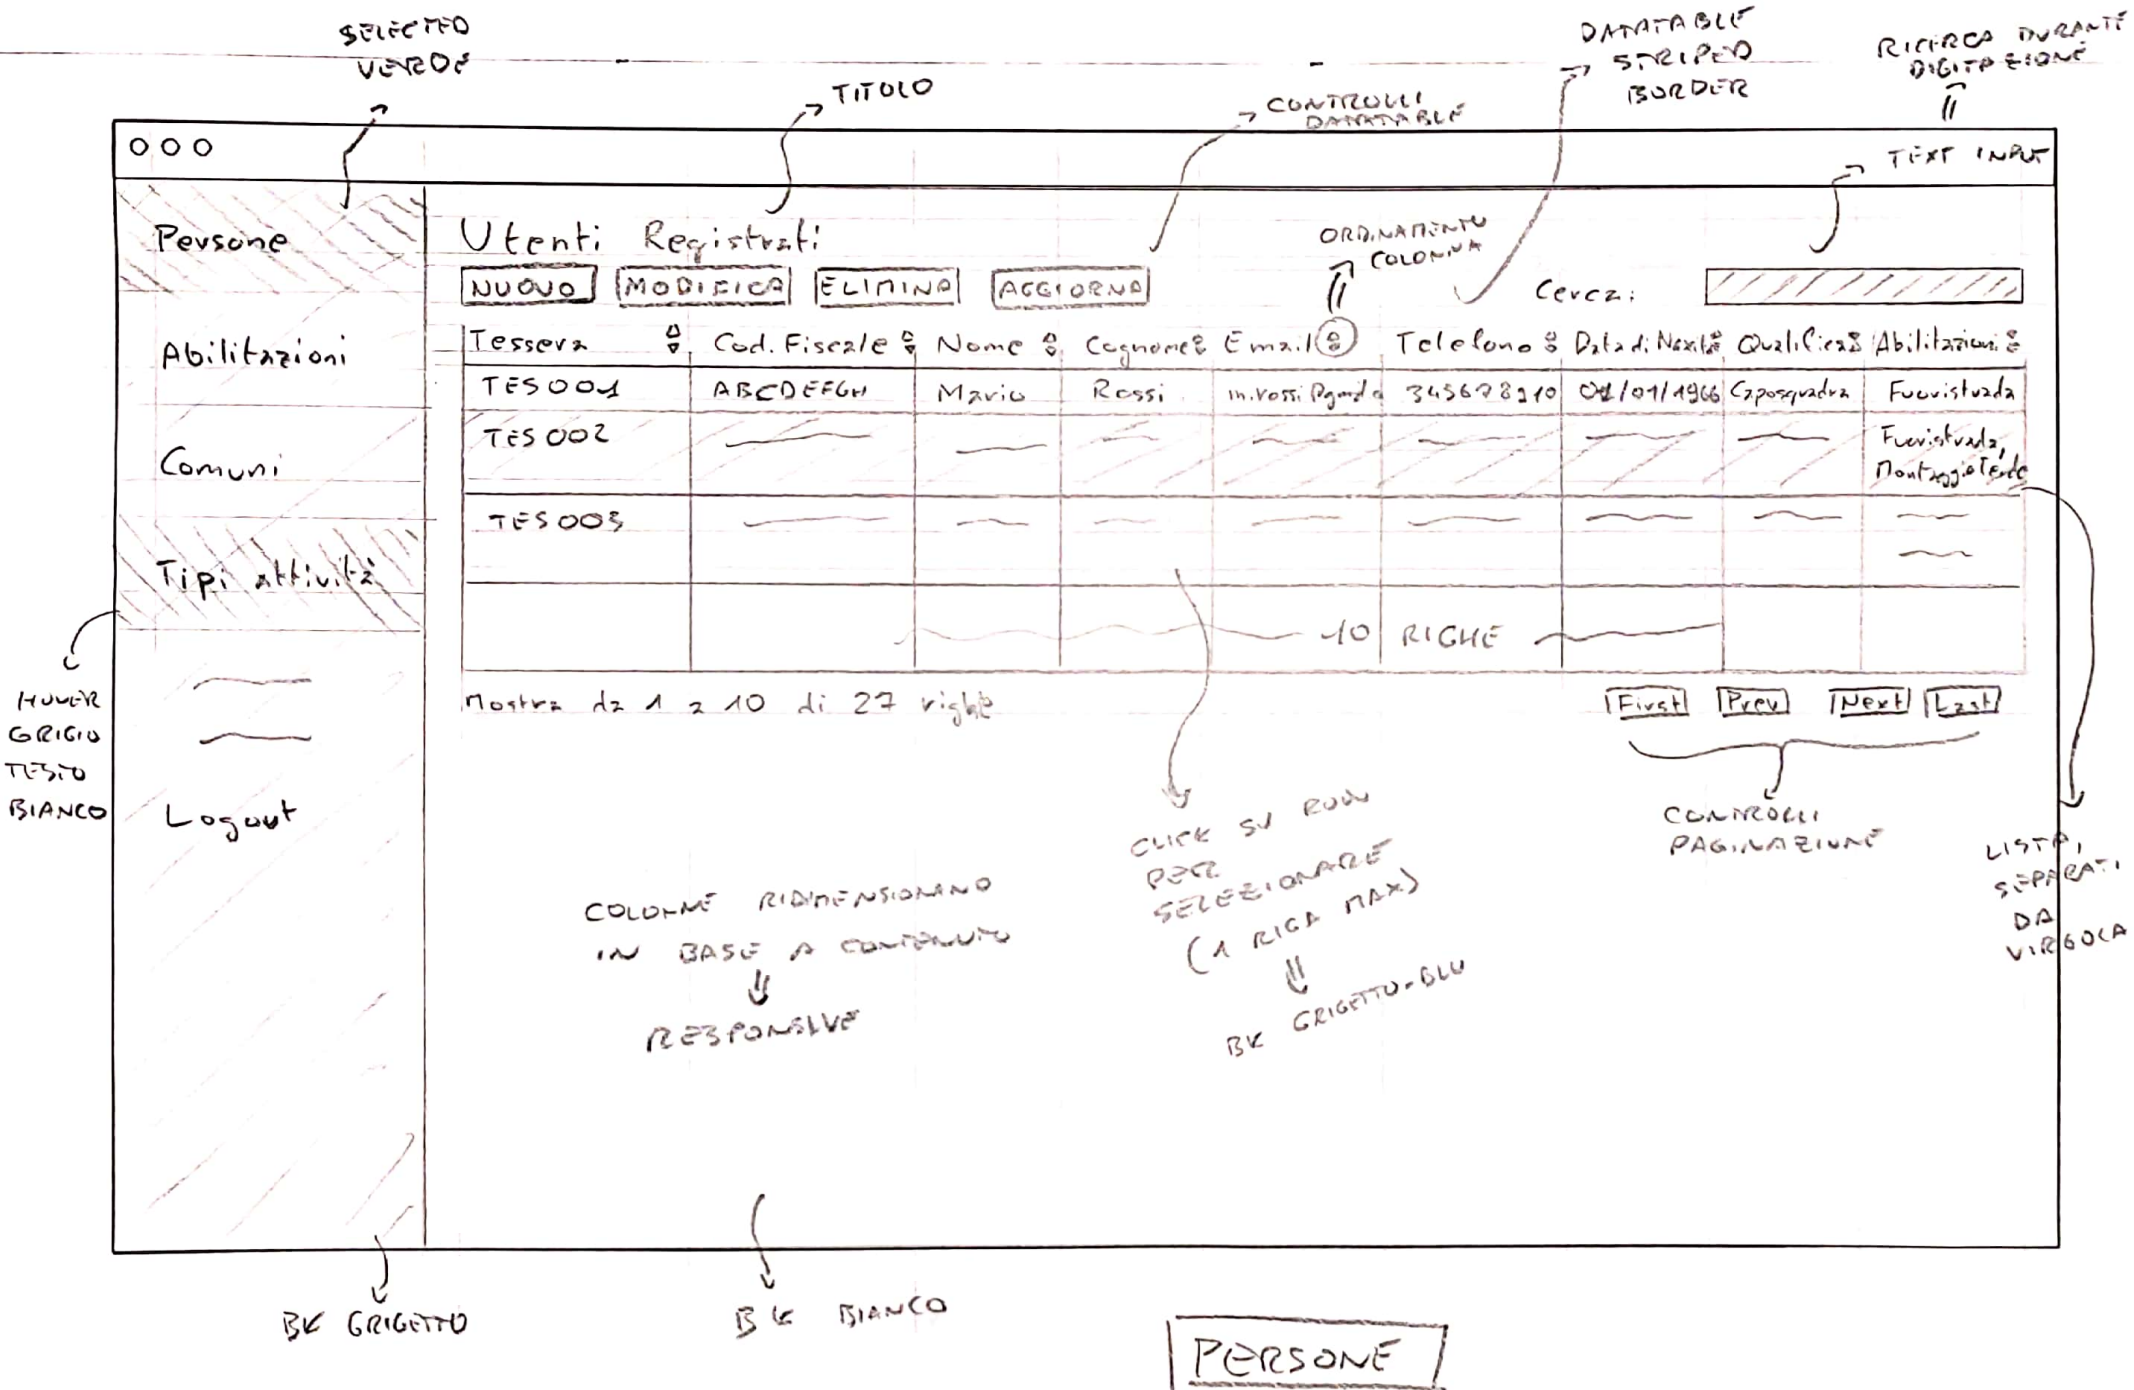 SELECTED
VERDE
TITOLO
CONTROLLI
DATATABLE
DATATABLE
STRIPED
BORDER
RICERCA DURANTE
DIGITAZIONE
TEXT INPUT
Persone
Abilitazioni
Comuni
Tipi attività
Logout
HOVER
GRIGIO
TESTO
BIANCO
Utenti Registrati
NUOVO MODIFICA ELIMINA AGGIORNA
ORDINAMENTO
COLONNA
Cerca:
Tessera Cod. Fiscale Nome Cognome Email Telefono Data di Nascita Qualifica Abilitazioni
TES001 ABCDEFGH Mario Rossi 345678910 01/01/1966 Caposquadra Fuoristrada
TES002 Fuoristrada,
Montaggio Tende
TES003
10 RIGHE
Mostra da 1 a 10 di 27 righe
First Prev Next Last
CONTROLLI
PAGINAZIONE
LISTA,
SEPARATI
DA
VIRGOLA
CLICK SU ROW
PER
SELEZIONARE
(1 RIGA MAX)
BK GRIGETTO-BLU
COLONNE RIDIMENSIONANO
IN BASE A CONTENUTO
RESPONSIVE
BK GRIGETTO
BK BIANCO
PERSONE